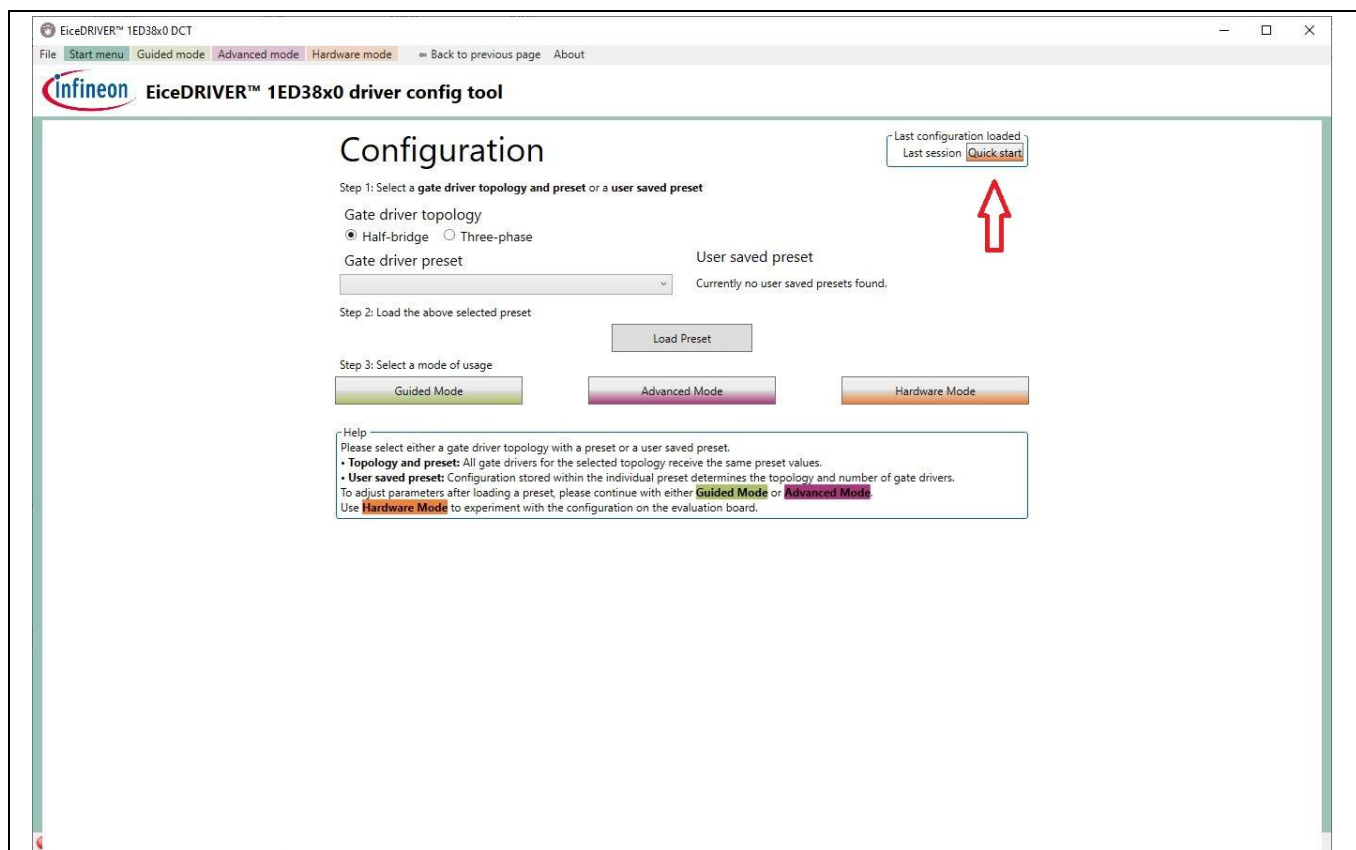 EiceDRIVER™ 1ED38x0 DCT
File Start menu Guided mode Advanced mode Hardware mode ⇐ Back to previous page About
infineon EiceDRIVER™ 1ED38x0 driver config tool
Configuration
Last configuration loaded
Last session Quick start
Step 1: Select a gate driver topology and preset or a user saved preset
Gate driver topology
Half-bridge Three-phase
Gate driver preset
User saved preset
Currently no user saved presets found.
Step 2: Load the above selected preset
Load Preset
Step 3: Select a mode of usage
Guided Mode Advanced Mode Hardware Mode
Help
Please select either a gate driver topology with a preset or a user saved preset.
• Topology and preset: All gate drivers for the selected topology receive the same preset values.
• User saved preset: Configuration stored within the individual preset determines the topology and number of gate drivers.
To adjust parameters after loading a preset, please continue with either Guided Mode or Advanced Mode.
Use Hardware Mode to experiment with the configuration on the evaluation board.